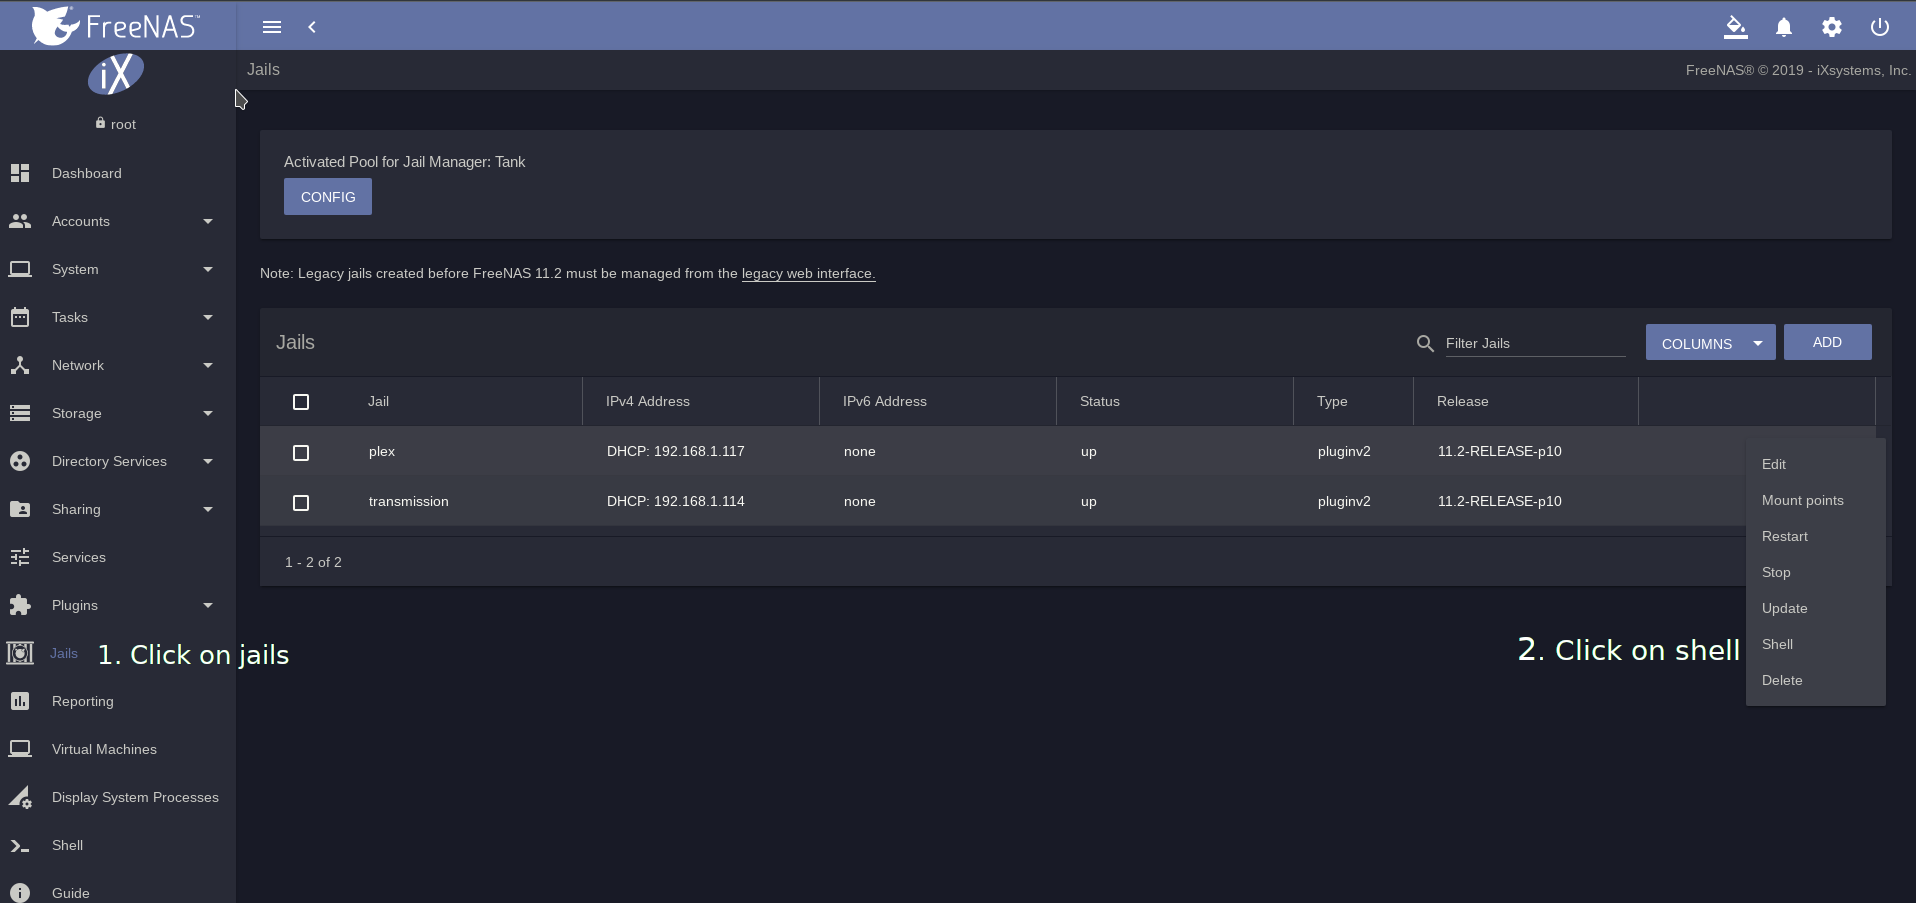 FreeNAS™
Jails
FreeNAS® © 2019 - iXsystems, Inc.
iX
root
Dashboard
Accounts
System
Tasks
Network
Storage
Directory Services
Sharing
Services
Plugins
Jails
1. Click on jails
Reporting
Virtual Machines
Display System Processes
Shell
Guide
Activated Pool for Jail Manager: Tank
CONFIG
Note: Legacy jails created before FreeNAS 11.2 must be managed from the legacy web interface.
Jails
Filter Jails
COLUMNS
ADD
Jail IPv4 Address IPv6 Address Status Type Release
plex DHCP: 192.168.1.117 none up pluginv2 11.2-RELEASE-p10
transmission DHCP: 192.168.1.114 none up pluginv2 11.2-RELEASE-p10
1 - 2 of 2
Edit
Mount points
Restart
Stop
Update
2. Click on shell
Shell
Delete